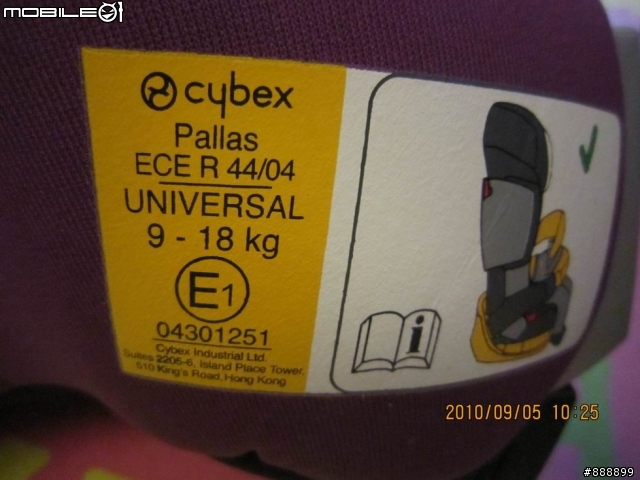 MOBILE01
cybex
Pallas
ECE R 44/04
UNIVERSAL
9 - 18 kg
E1
04301251
Cybex Industrial Ltd.
Suites 2205-6, Island Place Tower,
510 King's Road, Hong Kong
i
2010/09/05 10:25
#888899